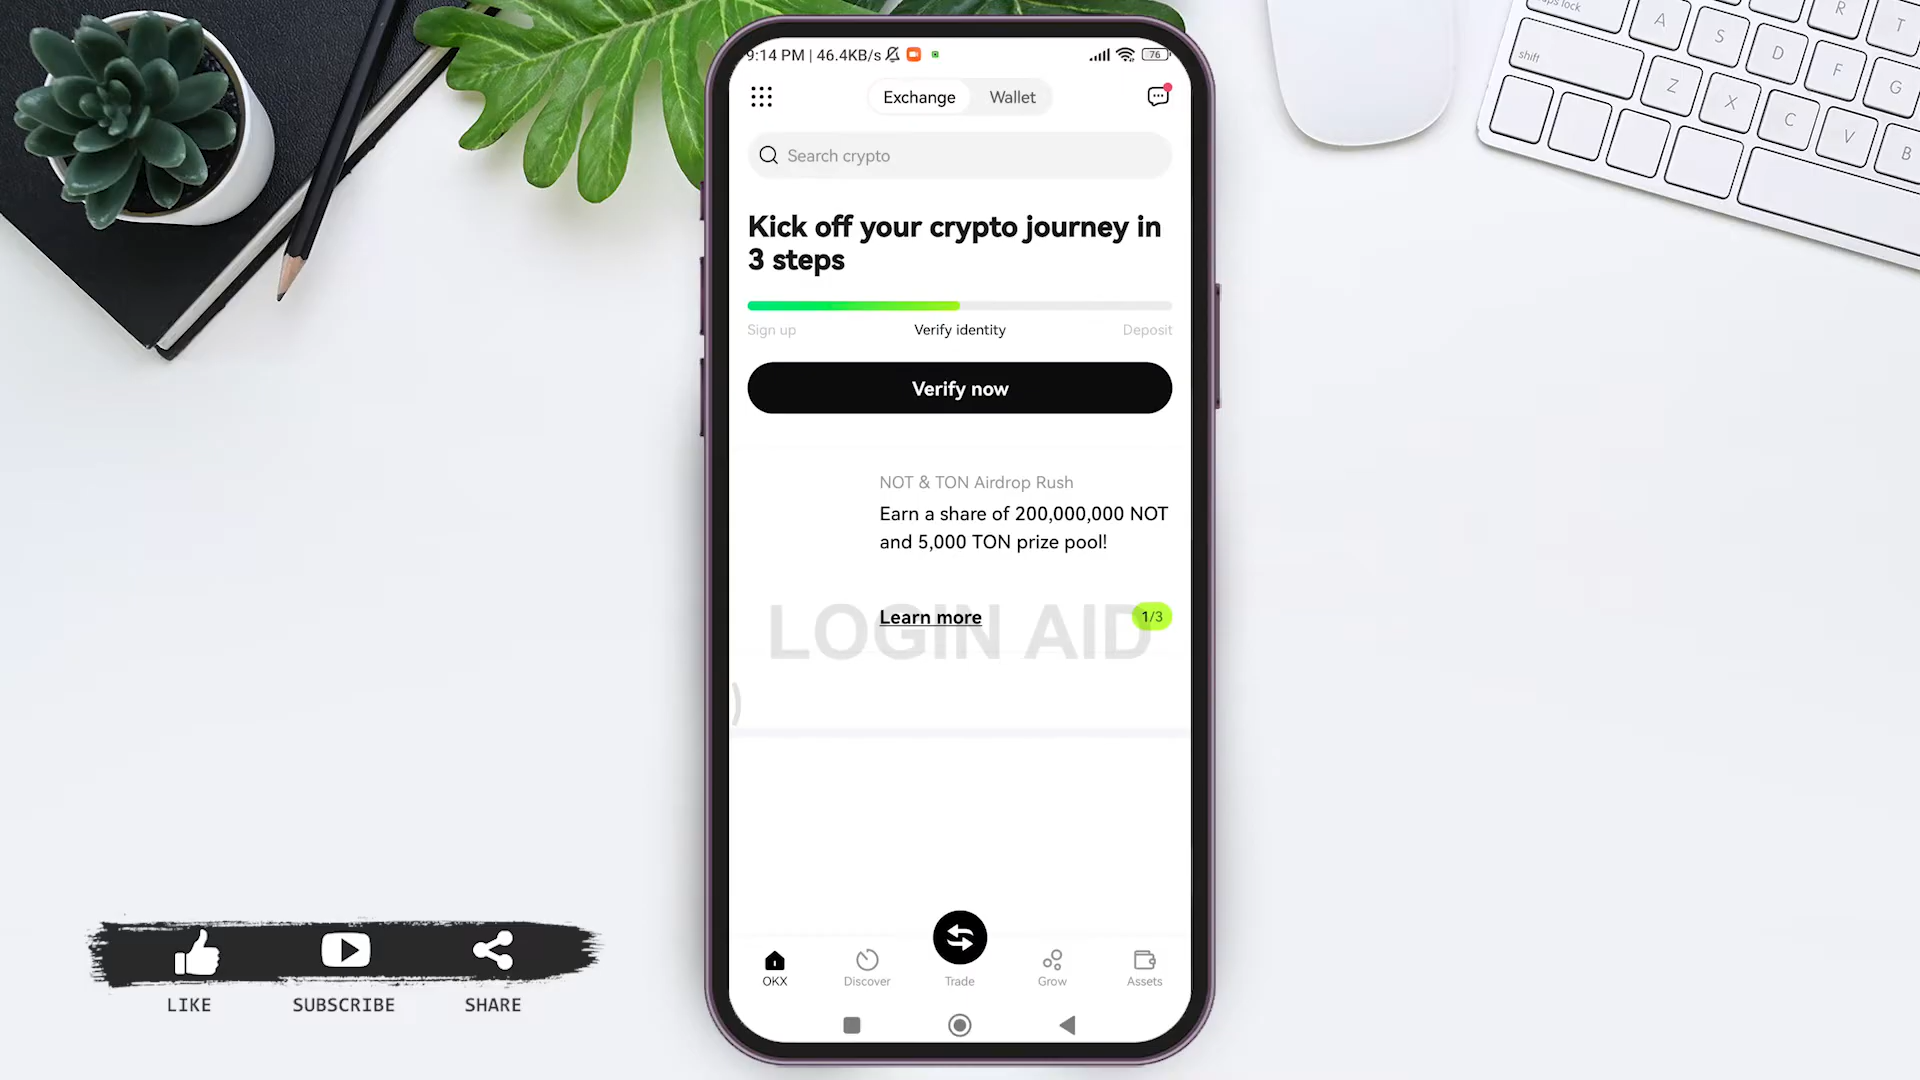 9:14 PM | 46.4KB/s
76
Exchange
Wallet
Search crypto
Kick off your crypto journey in
3 steps
Sign up
Verify identity
Deposit
Verify now
NOT & TON Airdrop Rush
Earn a share of 200,000,000 NOT
and 5,000 TON prize pool!
Learn more
1/3
LOGIN AID
OKX
Discover
Trade
Grow
Assets
LIKE
SUBSCRIBE
SHARE
shift
A
S
D
F
G
Z
X
C
V
B
R
T